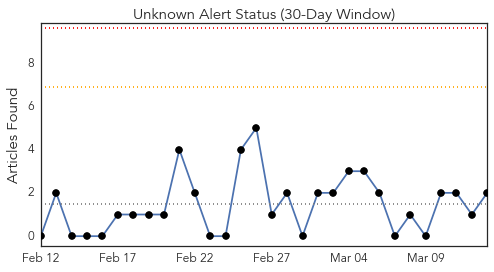 Unknown Alert Status (30-Day Window)
Articles Found
8
6
4
2
0
Feb 12 Feb 17 Feb 22 Feb 27 Mar 04 Mar 09